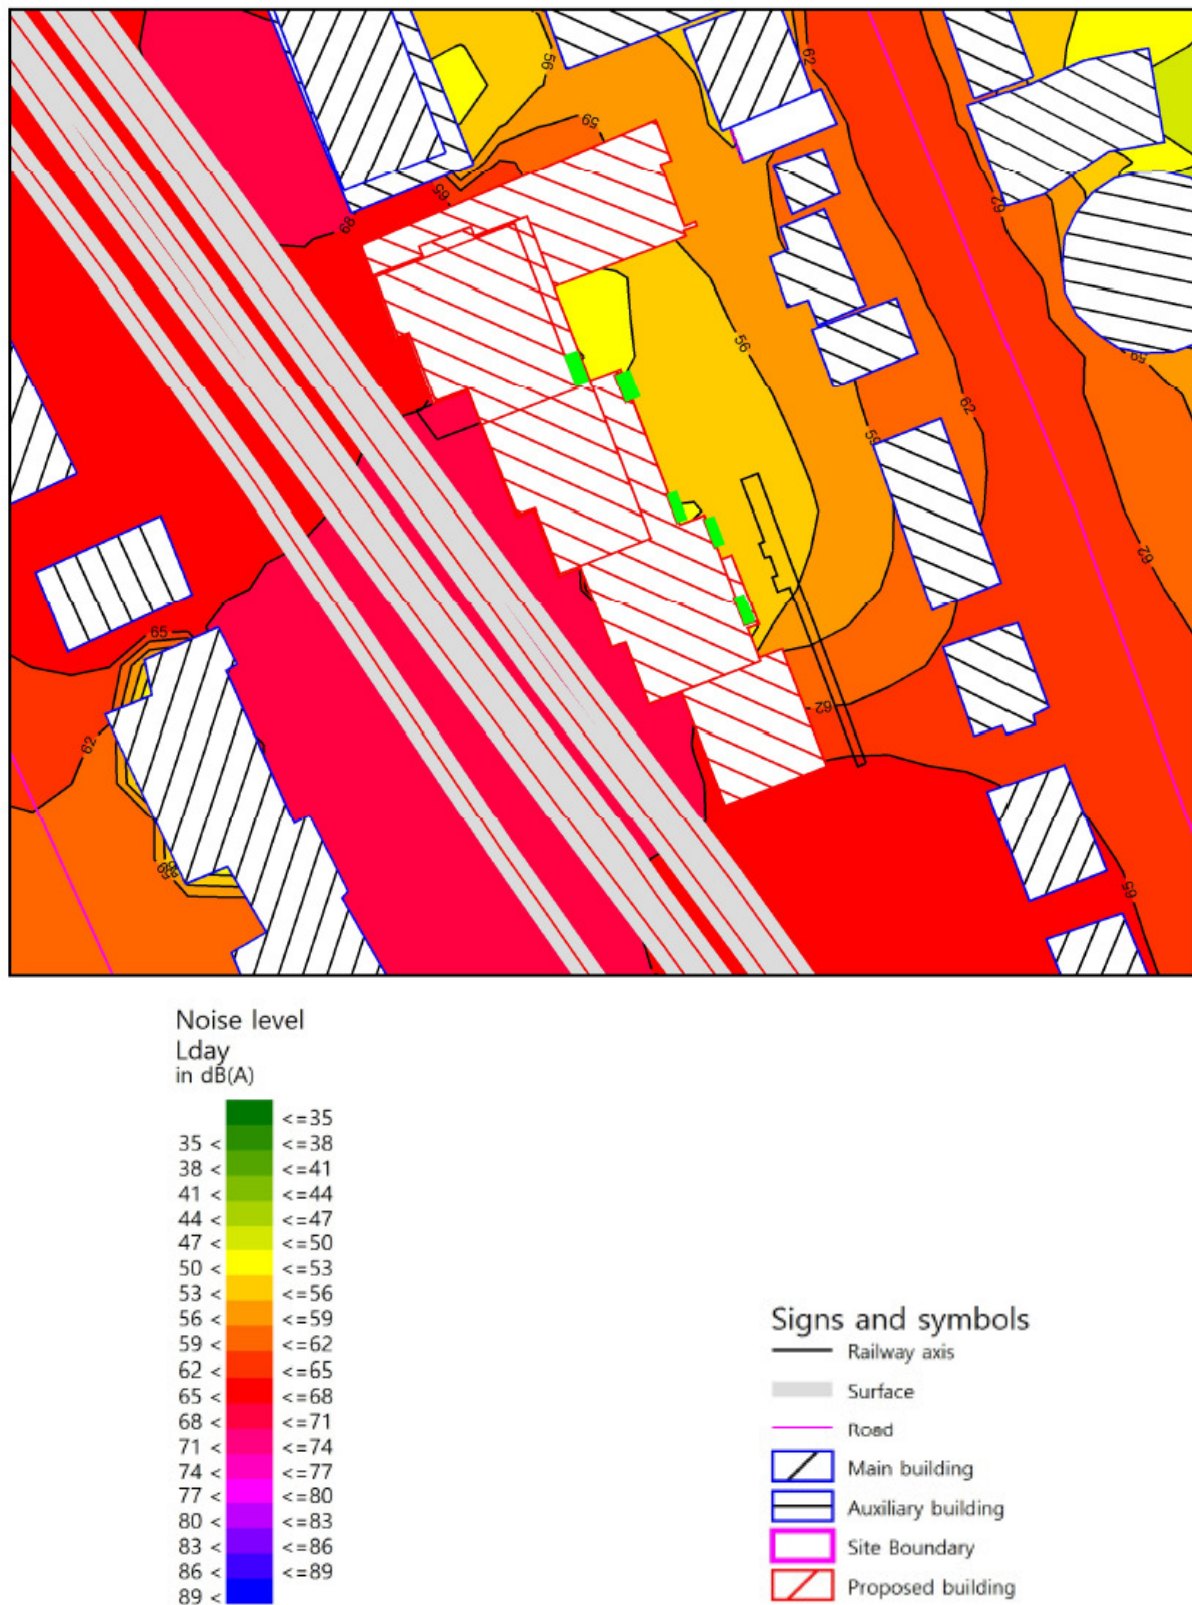 56
62
59
65
68
62
56
59
62
59
62
65
62
62
65
59
Noise level
Lday
in dB(A)
<=35
35 < <=38
38 < <=41
41 < <=44
44 < <=47
47 < <=50
50 < <=53
53 < <=56
56 < <=59
59 < <=62
62 < <=65
65 < <=68
68 < <=71
71 < <=74
74 < <=77
77 < <=80
80 < <=83
83 < <=86
86 < <=89
89 <
Signs and symbols
Railway axis
Surface
Road
Main building
Auxiliary building
Site Boundary
Proposed building